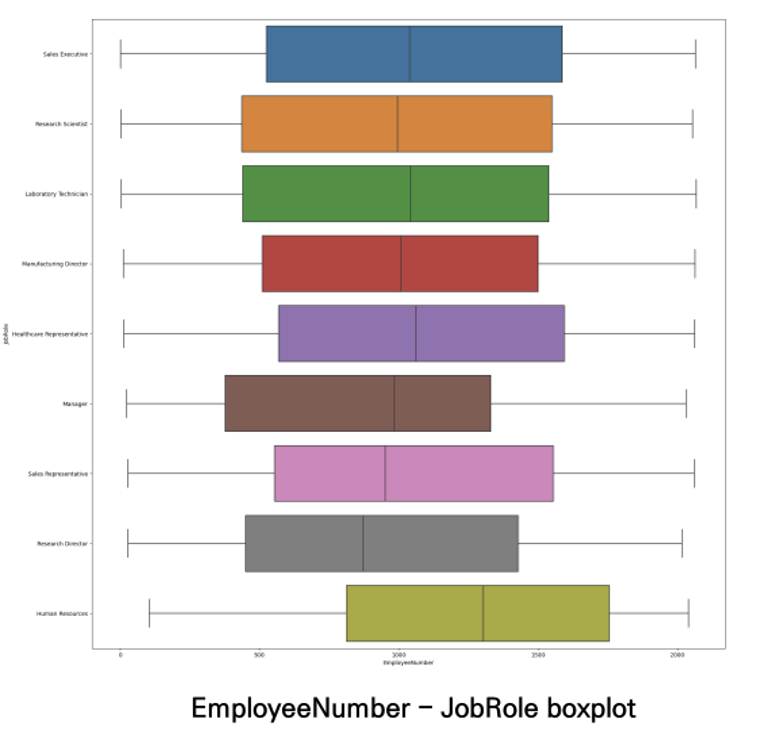 Sales Executive
Research Scientist
Laboratory Technician
Manufacturing Director
JobRole
Healthcare Representative
Manager
Sales Representative
Research Director
Human Resources
0 500 1000 1500 2000
EmployeeNumber
EmployeeNumber – JobRole boxplot